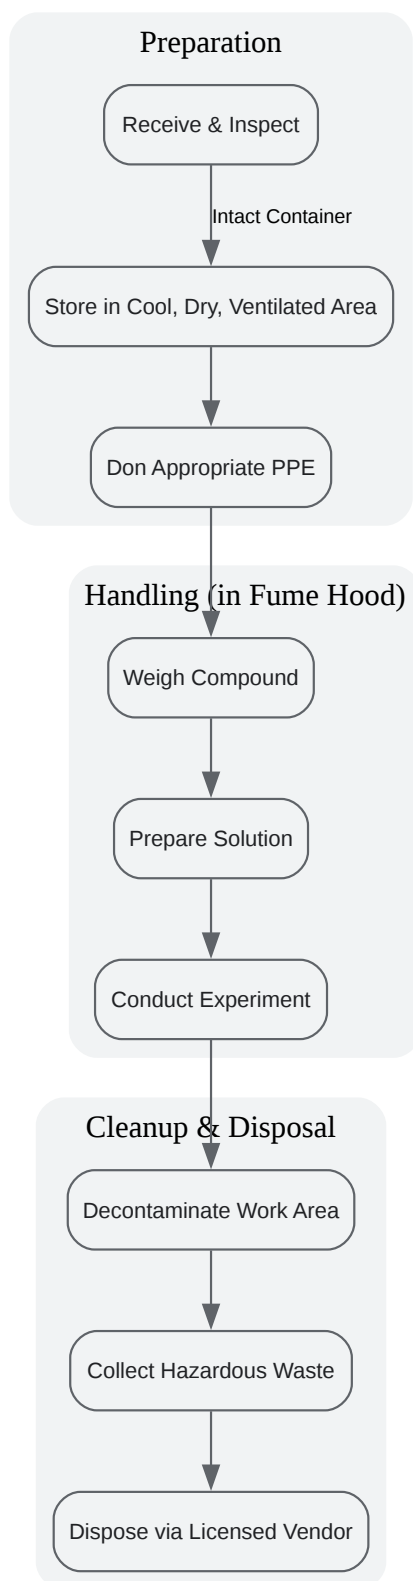 Preparation
Receive & Inspect
Intact Container
Store in Cool, Dry, Ventilated Area
Don Appropriate PPE
Handling (in Fume Hood)
Weigh Compound
Prepare Solution
Conduct Experiment
Cleanup & Disposal
Decontaminate Work Area
Collect Hazardous Waste
Dispose via Licensed Vendor